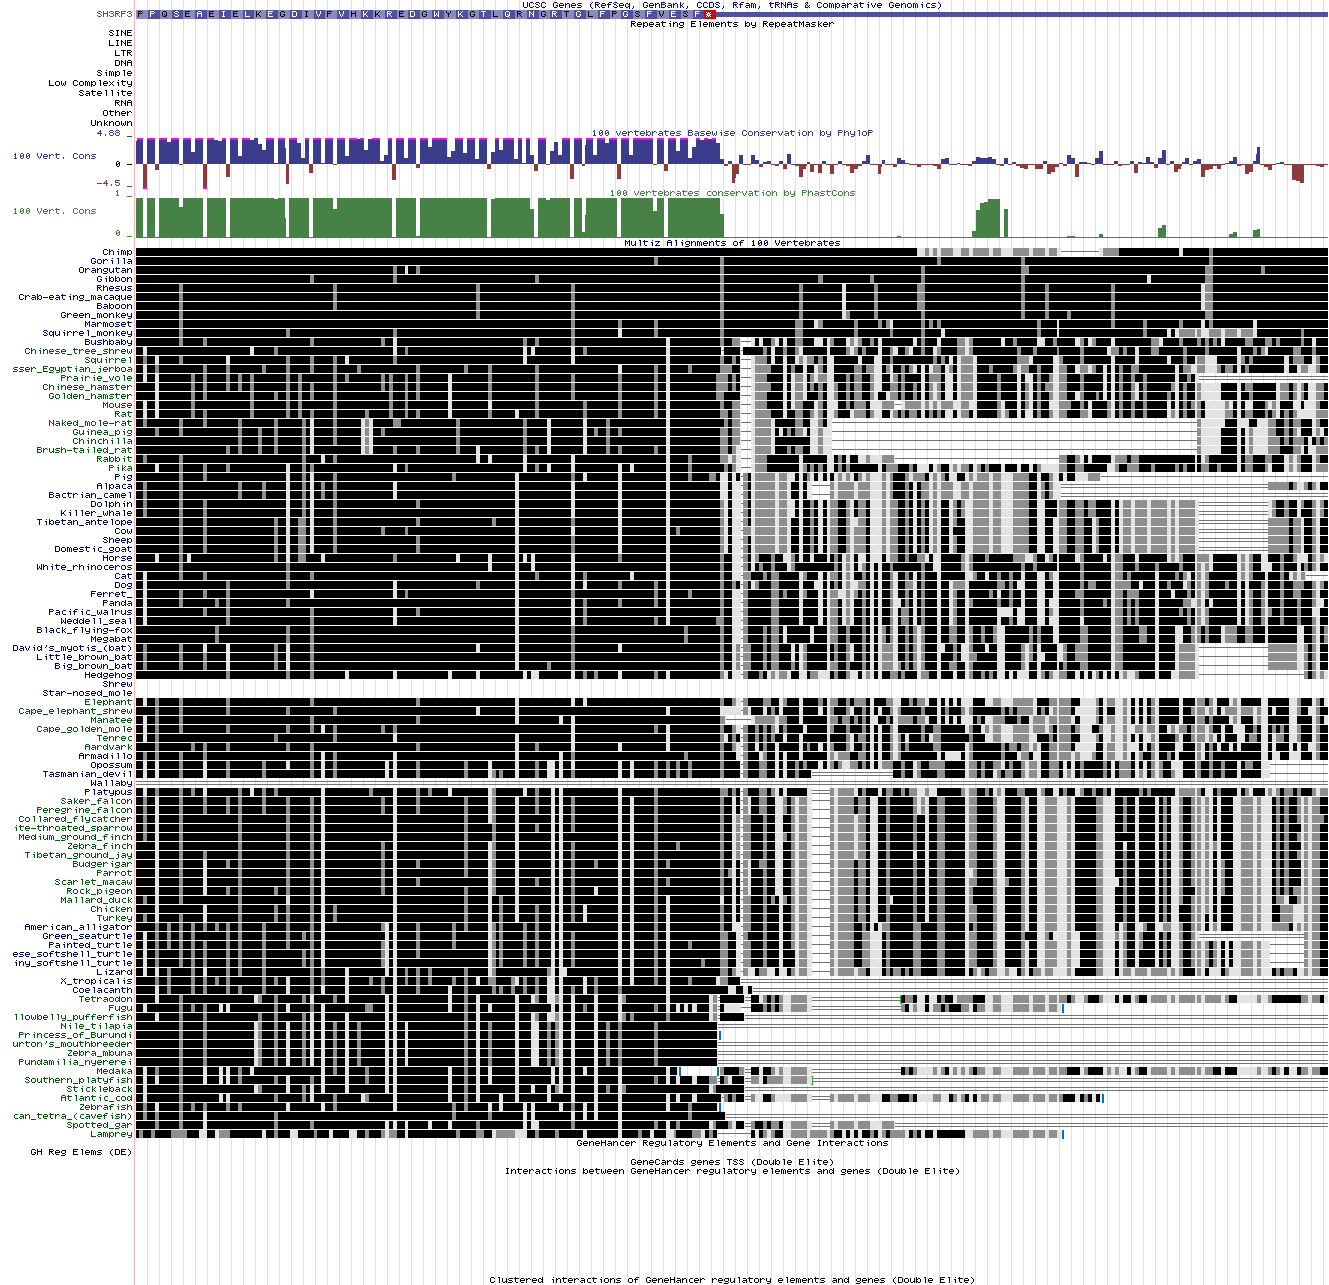 UCSC Genes (RefSeq, GenBank, CCDS, Rfam, tRNAs & Comparative Genomics)
SH3RF3 P P Q S E A E I E L K E G D I V F V H K K R E D G W Y K G T L Q R N G R T G L F P G S F V E S F *
Repeating Elements by RepeatMasker
SINE
LINE
LTR
DNA
Simple
Low Complexity
Satellite
RNA
Other
Unknown
4.88 _
100 vertebrates Basewise Conservation by PhyloP
100 Vert. Cons
0 _
-4.5 _
100 vertebrates conservation by PhastCons
1 _
100 Vert. Cons
0 _
Multiz Alignments of 100 Vertebrates
Chimp
Gorilla
Orangutan
Gibbon
Rhesus
Crab-eating_macaque
Baboon
Green_monkey
Marmoset
Squirrel_monkey
Bushbaby
Chinese_tree_shrew
Squirrel
sser_Egyptian_jerboa
Prairie_vole
Chinese_hamster
Golden_hamster
Mouse
Rat
Naked_mole-rat
Guinea_pig
Chinchilla
Brush-tailed_rat
Rabbit
Pika
Pig
Alpaca
Bactrian_camel
Dolphin
Killer_whale
Tibetan_antelope
Cow
Sheep
Domestic_goat
Horse
White_rhinoceros
Cat
Dog
Ferret_
Panda
Pacific_walrus
Weddell_seal
Black_flying-fox
Megabat
David's_myotis_(bat)
Little_brown_bat
Big_brown_bat
Hedgehog
Shrew
Star-nosed_mole
Elephant
Cape_elephant_shrew
Manatee
Cape_golden_mole
Tenrec
Aardvark
Armadillo
Opossum
Tasmanian_devil
Wallaby
Platypus
Saker_falcon
Peregrine_falcon
Collared_flycatcher
ite-throated_sparrow
Medium_ground_finch
Zebra_finch
Tibetan_ground_jay
Budgerigar
Parrot
Scarlet_macaw
Rock_pigeon
Mallard_duck
Chicken
Turkey
American_alligator
Green_seaturtle
Painted_turtle
ese_softshell_turtle
iny_softshell_turtle
Lizard
X_tropicalis
Coelacanth
Tetraodon
Fugu
llowbelly_pufferfish
Nile_tilapia
Princess_of_Burundi
urton's_mouthbreeder
Zebra_mbuna
Pundamilia_nyererei
Medaka
Southern_platyfish
Stickleback
Atlantic_cod
Zebrafish
can_tetra_(cavefish)
Spotted_gar
Lamprey
GeneHancer Regulatory Elements and Gene Interactions
GH Reg Elems (DE)
GeneCards genes TSS (Double Elite)
Interactions between GeneHancer regulatory elements and genes (Double Elite)
Clustered interactions of GeneHancer regulatory elements and genes (Double Elite)